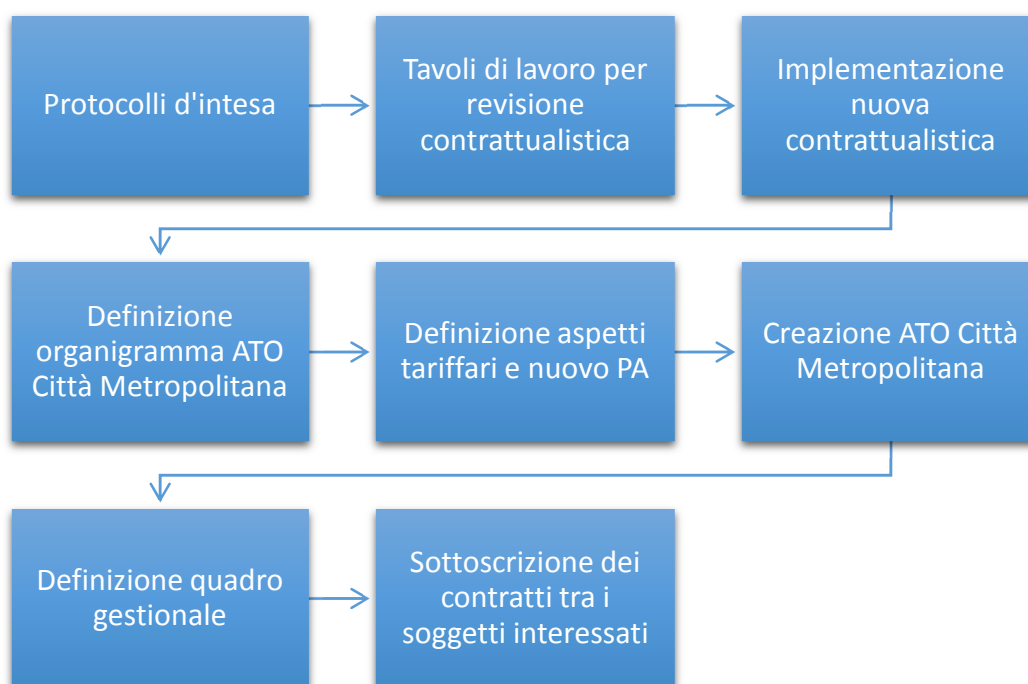 Protocolli d'intesa
Tavoli di lavoro per
revisione
contrattualistica
Implementazione
nuova
contrattualistica
Definizione
organigramma ATO
Città Metropolitana
Definizione aspetti
tariffari e nuovo PA
Creazione ATO Città
Metropolitana
Definizione quadro
gestionale
Sottoscrizione dei
contratti tra i
soggetti interessati